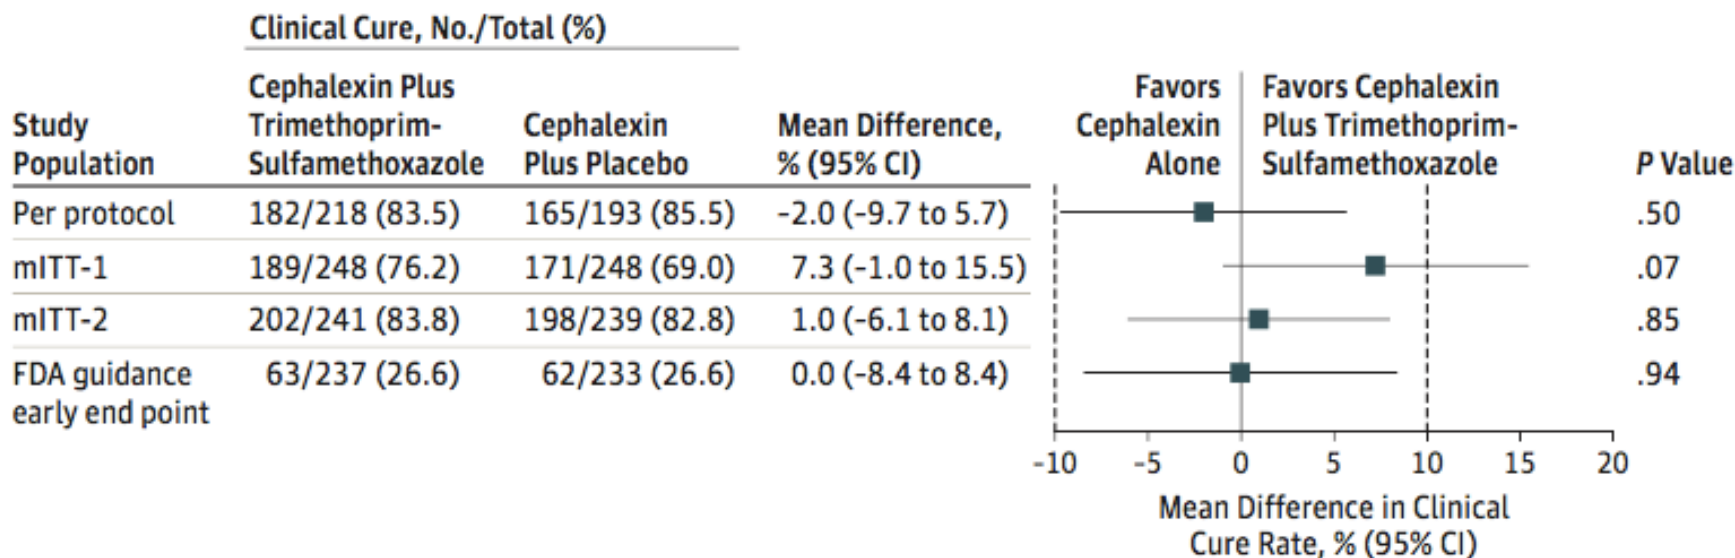 Clinical Cure, No./Total (%)
Study Population
Cephalexin Plus Trimethoprim-Sulfamethoxazole
Cephalexin Plus Placebo
Mean Difference, % (95% CI)
Favors Cephalexin Alone
Favors Cephalexin Plus Trimethoprim-Sulfamethoxazole
P Value
Per protocol 182/218 (83.5) 165/193 (85.5) -2.0 (-9.7 to 5.7) .50
mITT-1 189/248 (76.2) 171/248 (69.0) 7.3 (-1.0 to 15.5) .07
mITT-2 202/241 (83.8) 198/239 (82.8) 1.0 (-6.1 to 8.1) .85
FDA guidance early end point 63/237 (26.6) 62/233 (26.6) 0.0 (-8.4 to 8.4) .94
-10 -5 0 5 10 15 20
Mean Difference in Clinical
Cure Rate, % (95% CI)